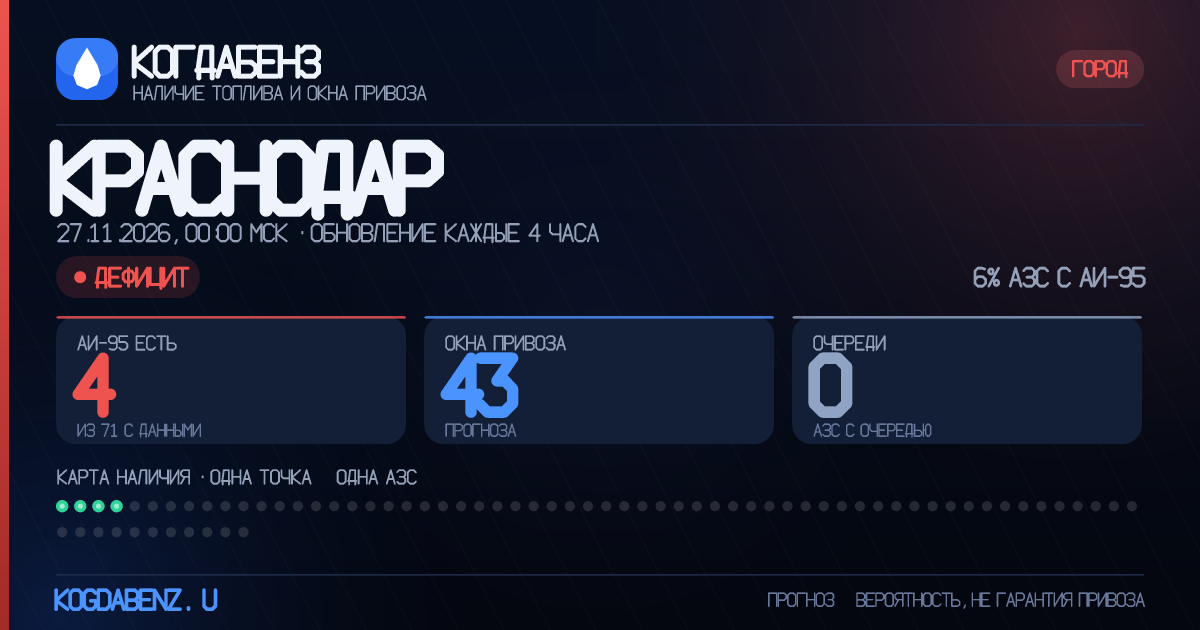 КОГДАБЕНЗ
НАЛИЧИЕ ТОПЛИВА И ОКНА ПРИВОЗА
ГОРОД
КРАСНОДАР
27.11.2026, 00:00 МСК · ОБНОВЛЕНИЕ КАЖДЫЕ 4 ЧАСА
ДЕФИЦИТ
6% АЗС С АИ-95
АИ-95 ЕСТЬ
4
ИЗ 71 С ДАННЫМИ
ОКНА ПРИВОЗА
43
ПРОГНОЗА
ОЧЕРЕДИ
0
АЗС С ОЧЕРЕДЬЮ
КАРТА НАЛИЧИЯ · ОДНА ТОЧКА ОДНА АЗС
KOGDABENZ. U
ПРОГНОЗ ВЕРОЯТНОСТЬ, НЕ ГАРАНТИЯ ПРИВОЗА